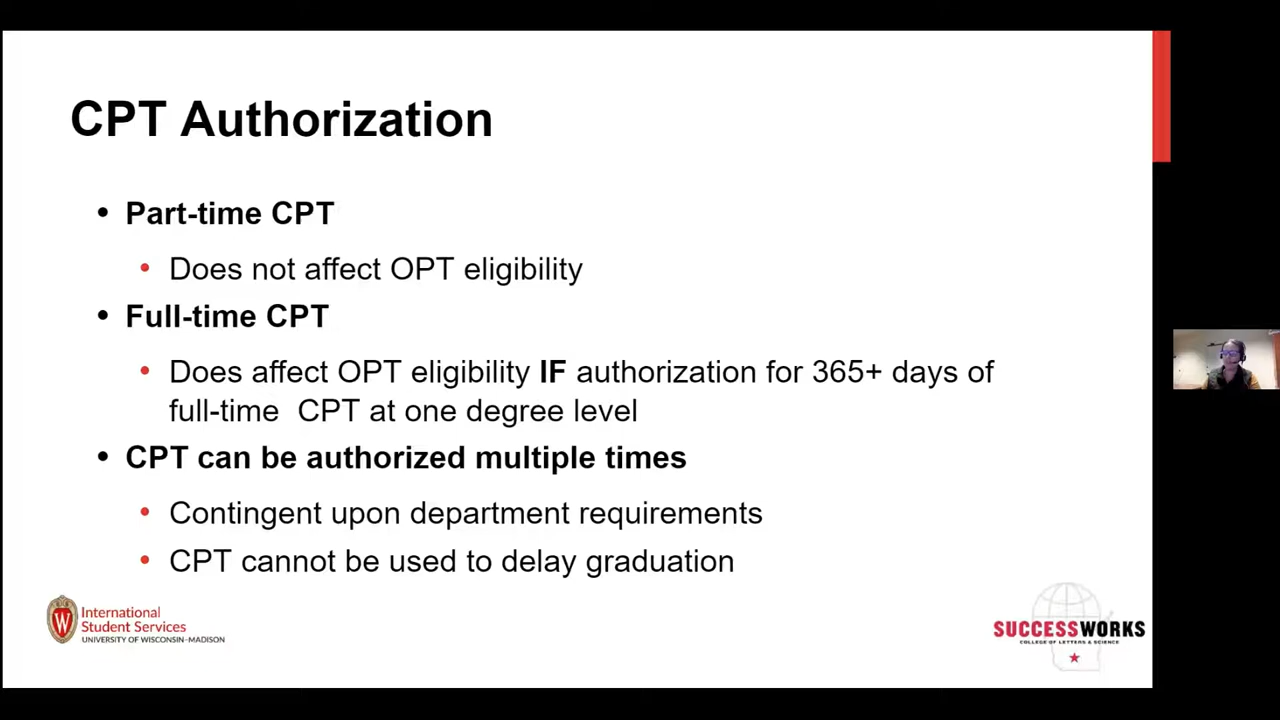 CPT Authorization
• Part-time CPT
• Does not affect OPT eligibility
• Full-time CPT
• Does affect OPT eligibility IF authorization for 365+ days of
full-time  CPT at one degree level
• CPT can be authorized multiple times
• Contingent upon department requirements
• CPT cannot be used to delay graduation
W
International
Student Services
UNIVERSITY OF WISCONSIN–MADISON
SUCCESSWORKS
COLLEGE OF LETTERS & SCIENCE